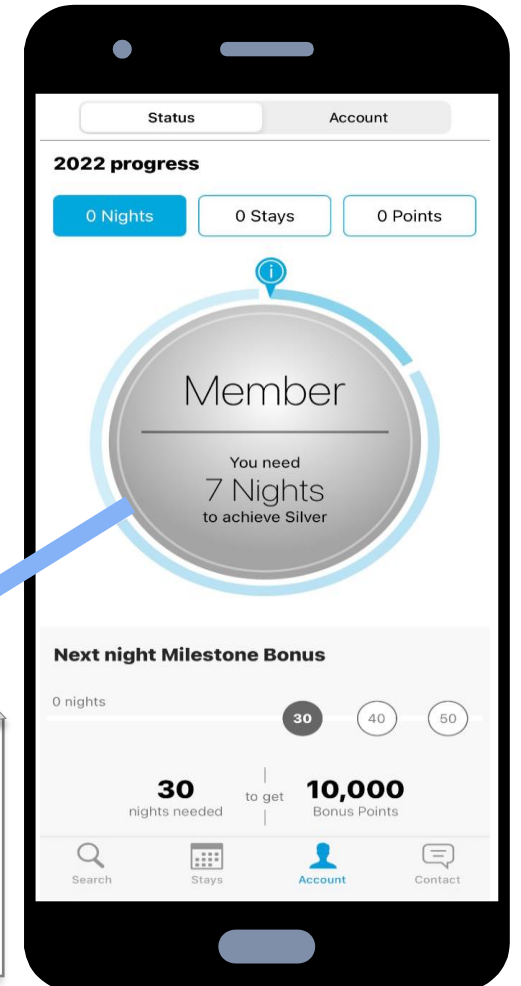 Status Account
2022 progress
0 Nights 0 Stays 0 Points
i
Member
You need
7 Nights
to achieve Silver
Next night Milestone Bonus
0 nights
30 40 50
30 to get 10,000
nights needed Bonus Points
Search Stays Account Contact